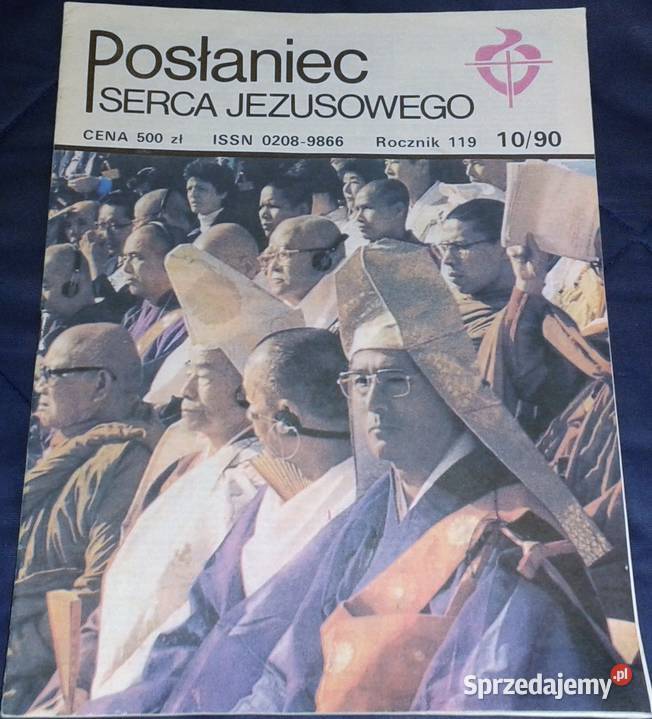 Posłaniec
SERCA JEZUSOWEGO
CENA 500 zł ISSN 0208-9866 Rocznik 119 10/90
Sprzedajemy.pl